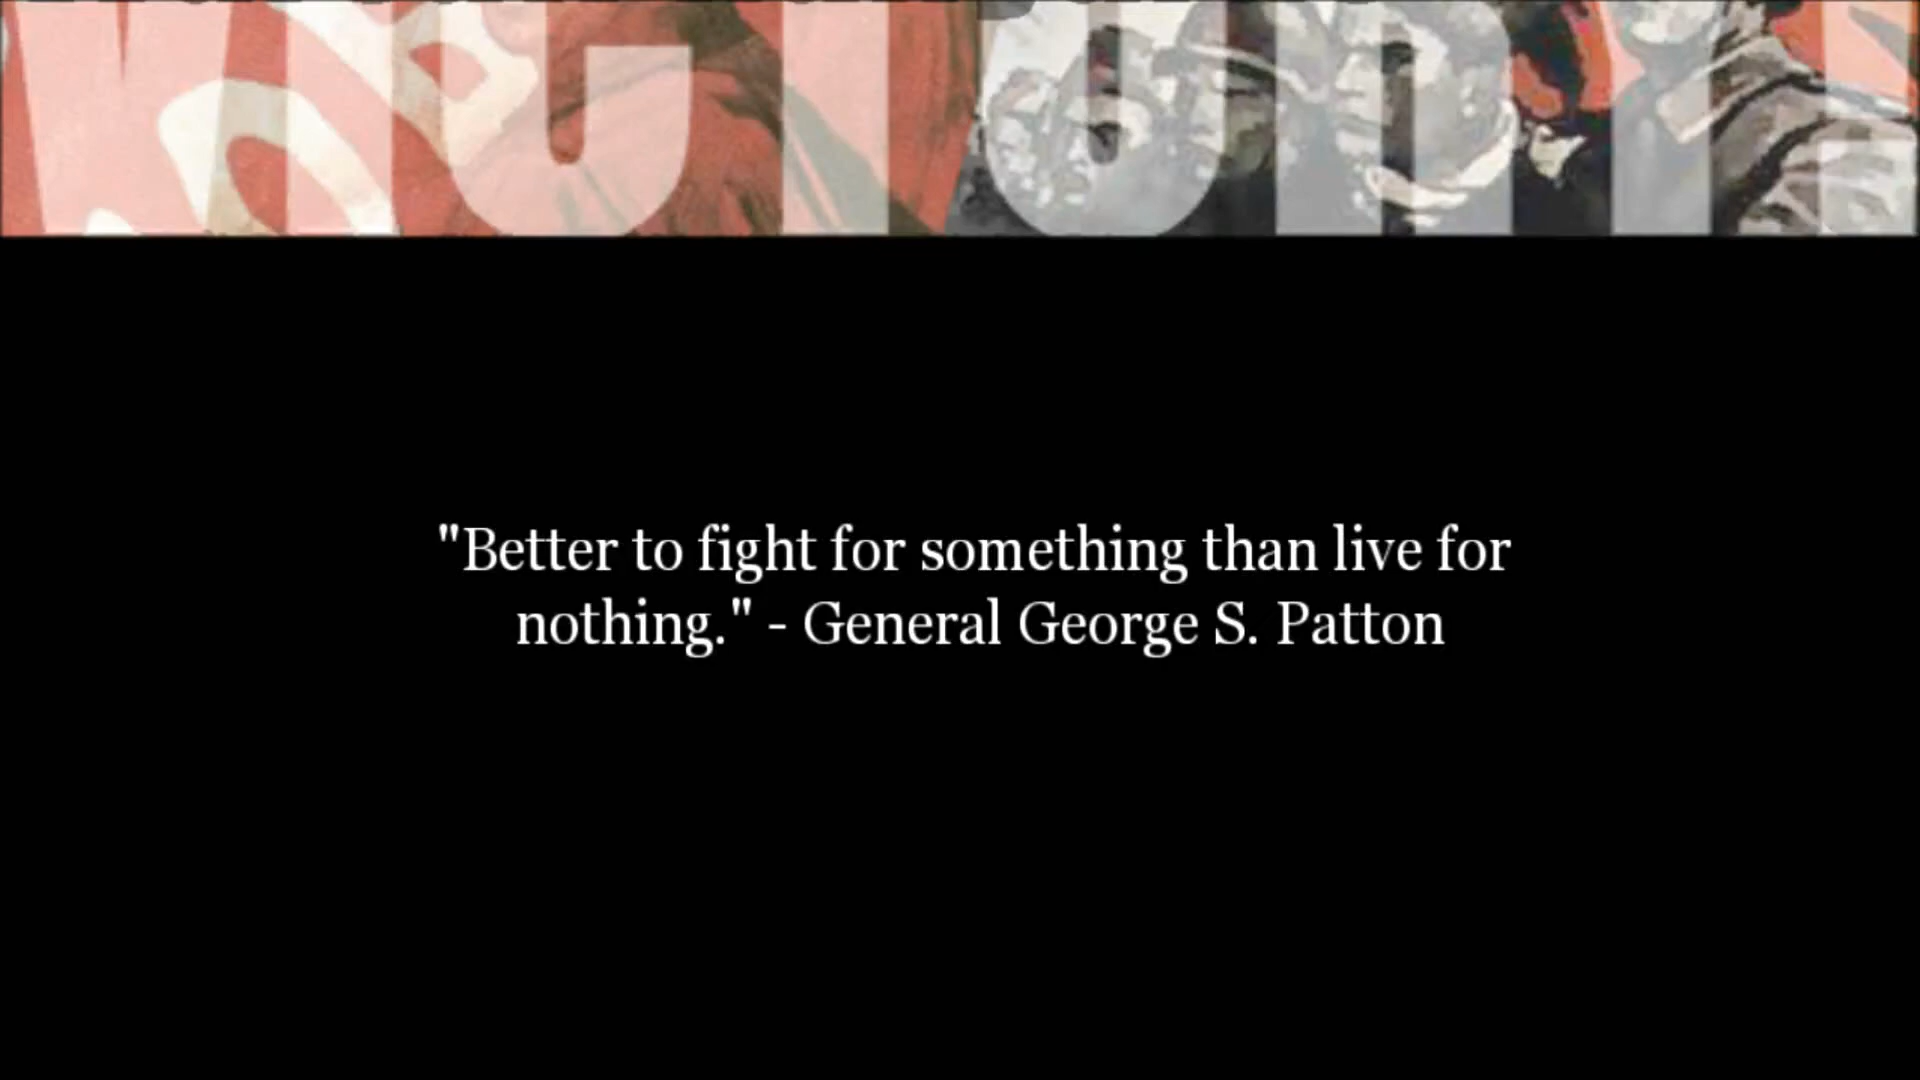 "Better to fight for something than live for
nothing." - General George S. Patton